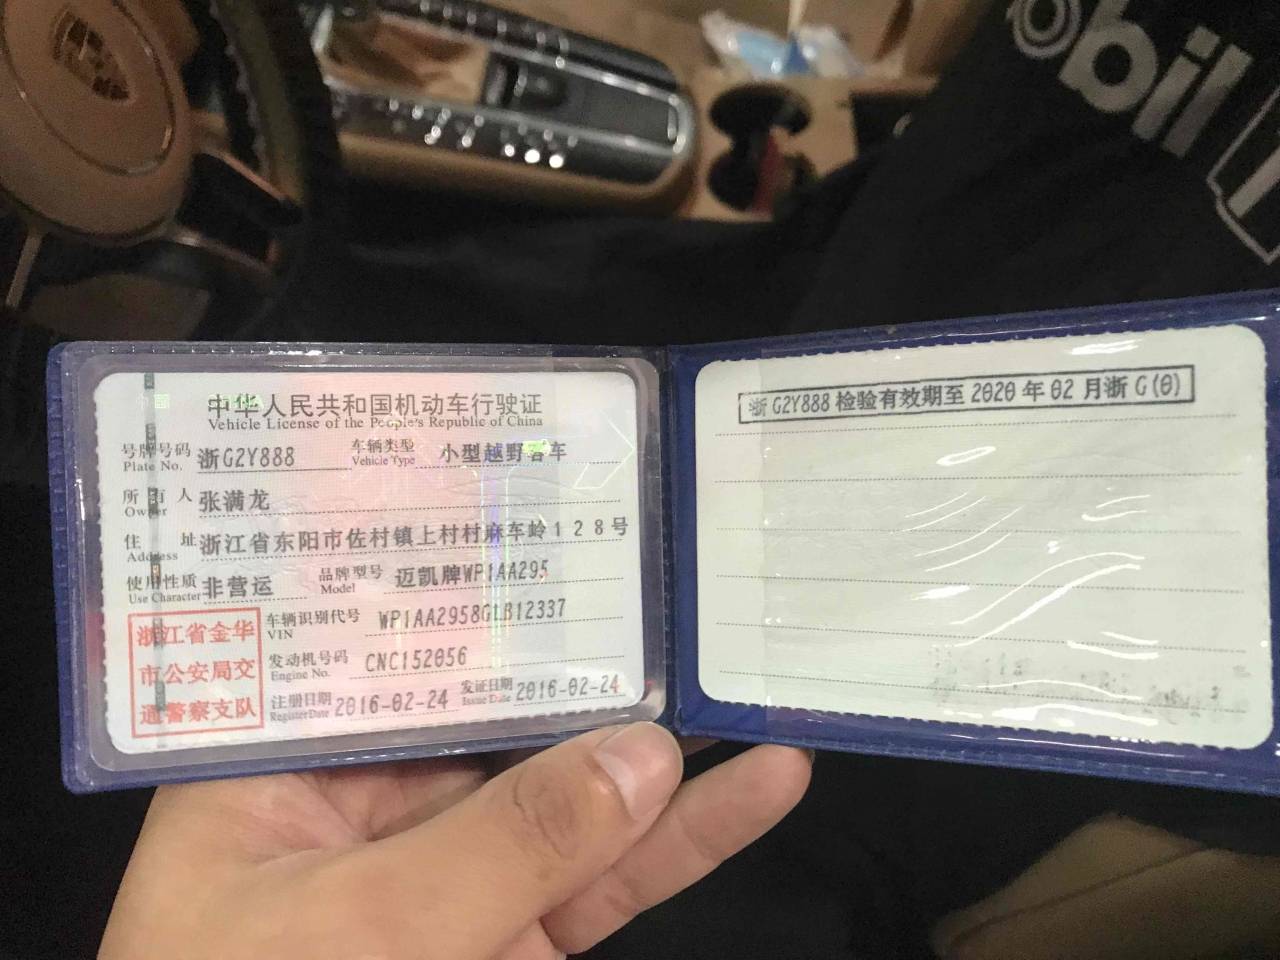 obil
中华人民共和国机动车行驶证
Vehicle License of the People's Republic of China
号牌号码 浙G2Y888 车辆类型 小型越野客车
Plate No. Vehicle Type
所有人 张满龙
Owner
住址 浙江省东阳市佐村镇上村村麻车岭128号
Address
使用性质 非营运 品牌型号 迈凯牌WP1AA295
Use Character Model
浙江省金华
市公安局交
通警察支队
车辆识别代号 WP1AA2958GLB12337
VIN
发动机号码 CNC152056
Engine No.
注册日期 2016-02-24 发证日期 2016-02-24
Register Date Issue Date
浙G2Y888检验有效期至2020年02月浙G(0)